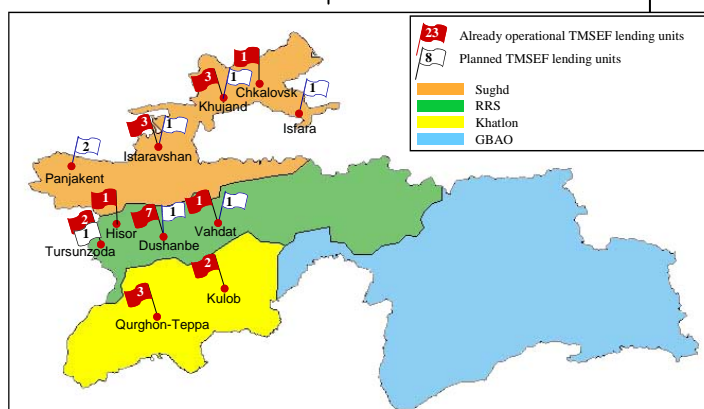 23 Already operational TMSEF lending units
8 Planned TMSEF lending units
Sughd
RRS
Khatlon
GBAO
1
Chkalovsk
3 1
Khujand
1
Isfara
3 1
Istaravshan
2
Panjakent
1
Hisor
2
1
Tursunzoda
7 1
Dushanbe
1 1
Vahdat
2
Kulob
3
Qurghon-Teppa